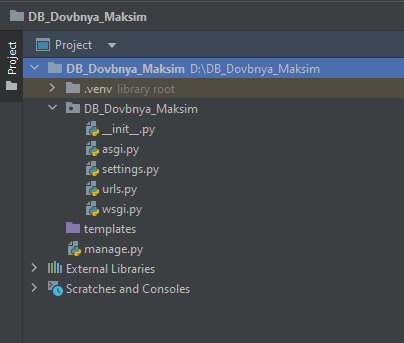 DB_Dovbnya_Maksim
Project
Project
DB_Dovbnya_Maksim D:\DB_Dovbnya_Maksim
.venv library root
DB_Dovbnya_Maksim
__init__.py
asgi.py
settings.py
urls.py
wsgi.py
templates
manage.py
External Libraries
Scratches and Consoles